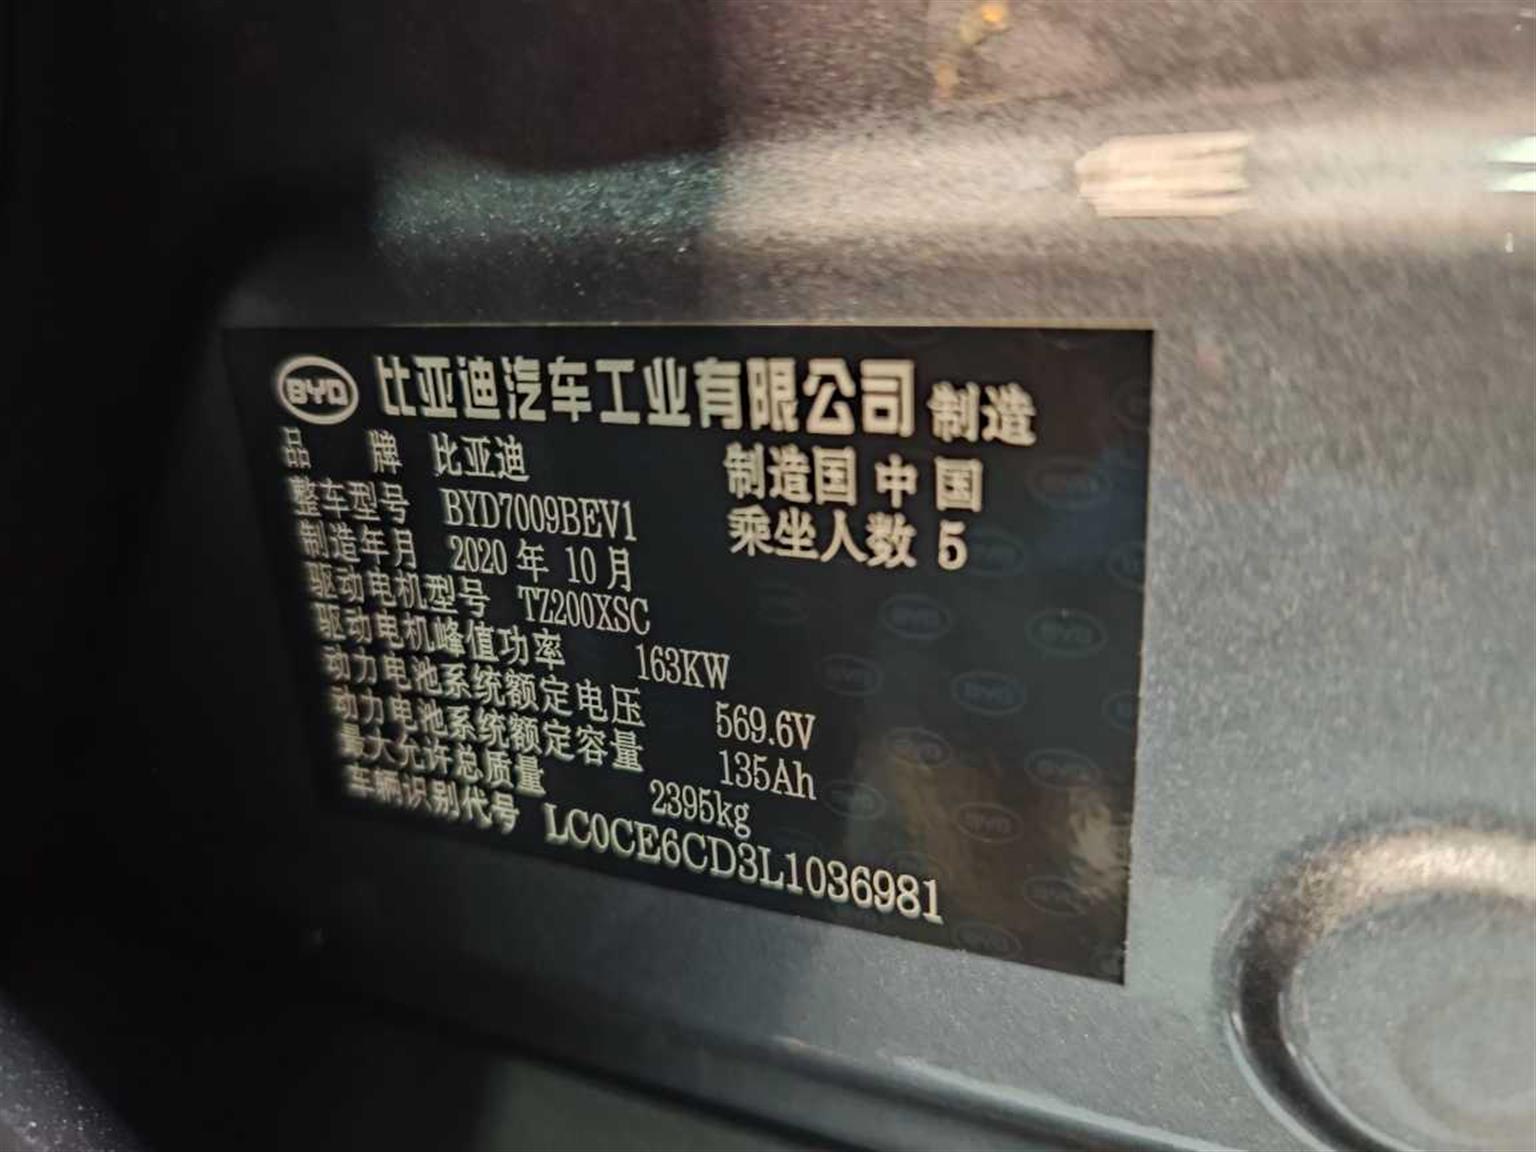 BYD 比亚迪汽车工业有限公司 制造
品 牌 比亚迪 制造国 中国
整车型号 BYD7009BEV1 乘坐人数 5
制造年月 2020 年 10 月
驱动电机型号 TZ200XSC
驱动电机峰值功率 163KW
动力电池系统额定电压 569.6V
动力电池系统额定容量 135Ah
最大允许总质量 2395kg
车辆识别代号 LC0CE6CD3L1036981